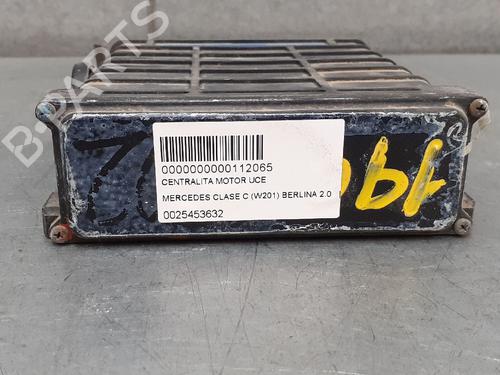 B-PARTS
0000000000112065
CENTRALITA MOTOR UCE
MERCEDES CLASE C (W201) BERLINA 2.0
0025453632